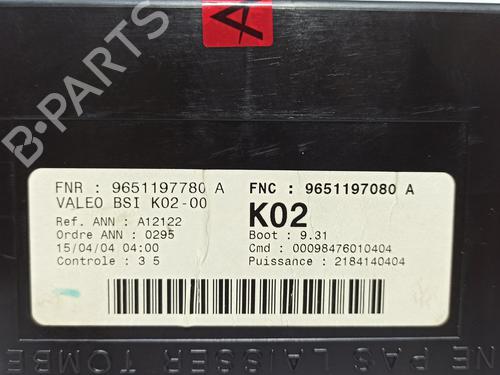 A
FNR : 9651197780 A
FNC : 9651197080 A
VALEO BSI K02-00
K02
Ref. ANN : A12122
Ordre ANN : 0295
Boot : 9.31
15/04/04 04:00
Cmd : 00098476010404
Controle : 3 5
Puissance : 2184140404
NE PAS LAISSER TOMBE
B-PARTS